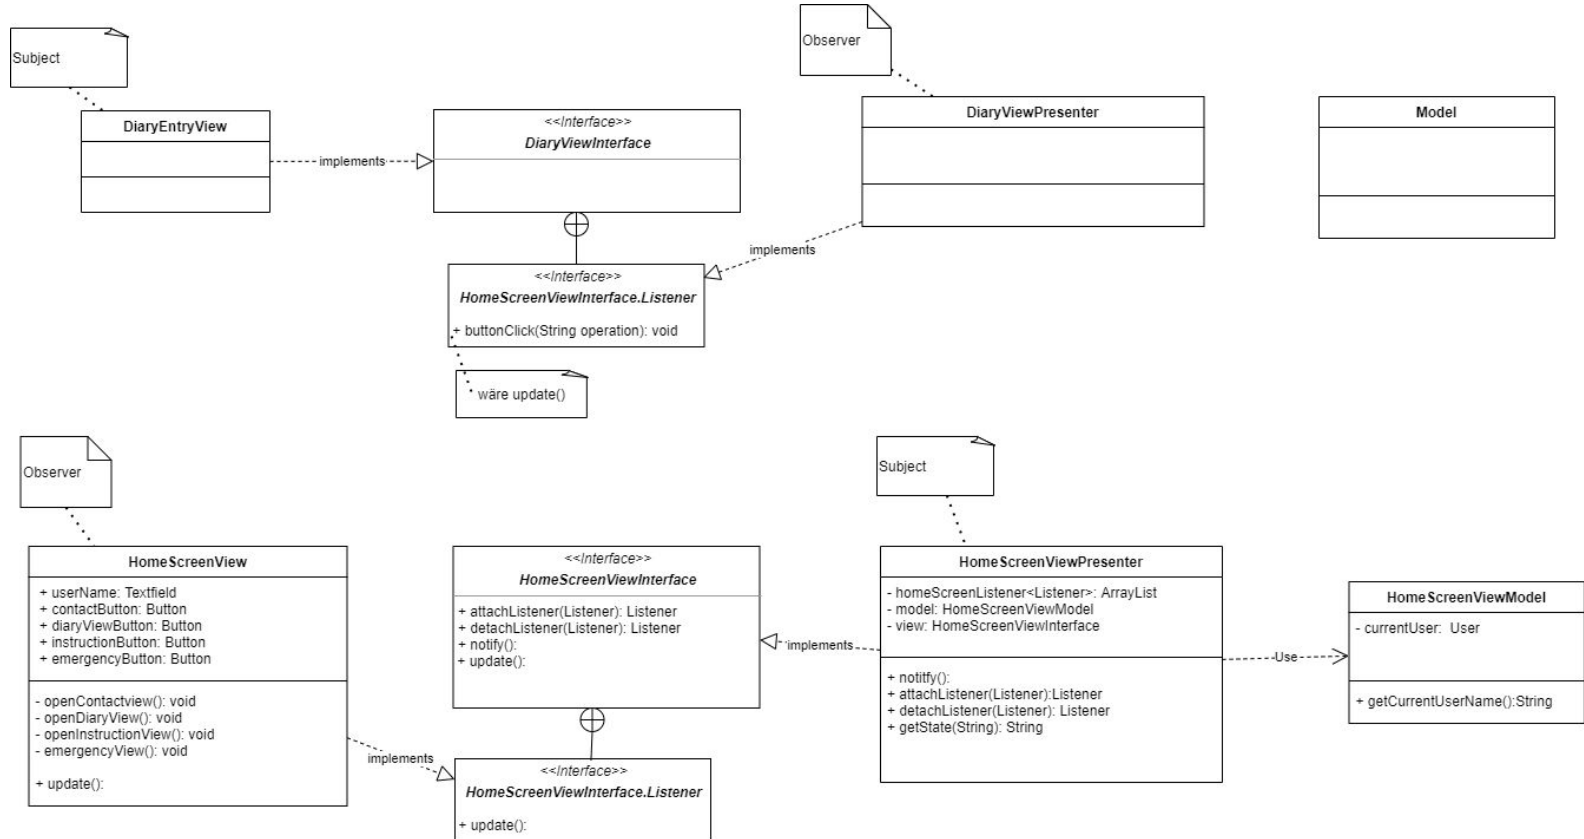 Subject
Observer
DiaryEntryView
<<Interface>>
DiaryViewInterface
DiaryViewPresenter
Model
implements
implements
<<Interface>>
HomeScreenViewInterface.Listener
+ buttonClick(String operation): void
wäre update()
Observer
Subject
HomeScreenView
+ userName: Textfield
+ contactButton: Button
+ diaryViewButton: Button
+ instructionButton: Button
+ emergencyButton: Button
- openContactview(): void
- openDiaryView(): void
- openInstructionView(): void
- emergencyView(): void
+ update():
<<Interface>>
HomeScreenViewInterface
+ attachListener(Listener): Listener
+ detachListener(Listener): Listener
+ notify():
+ update():
implements
HomeScreenViewPresenter
- homeScreenListener<Listener>: ArrayList
- model: HomeScreenViewModel
- view: HomeScreenViewInterface
+ notitfy():
+ attachListener(Listener):Listener
+ detachListener(Listener): Listener
+ getState(String): String
Use
HomeScreenViewModel
- currentUser: User
+ getCurrentUserName():String
implements
<<Interface>>
HomeScreenViewInterface.Listener
+ update():